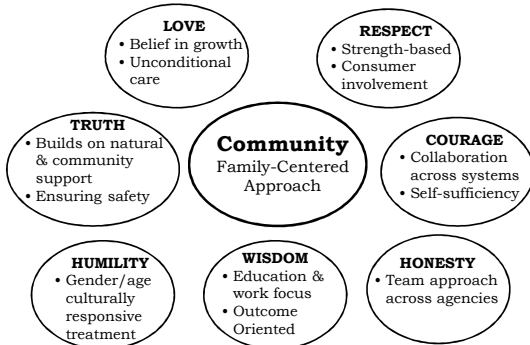 LOVE
• Belief in growth
• Unconditional
care
RESPECT
• Strength-based
• Consumer
involvement
TRUTH
• Builds on natural
& community
support
• Ensuring safety
Community
Family-Centered
Approach
COURAGE
• Collaboration
across systems
• Self-sufficiency
HUMILITY
• Gender/age
culturally
responsive
treatment
WISDOM
• Education &
work focus
• Outcome
Oriented
HONESTY
• Team approach
across agencies